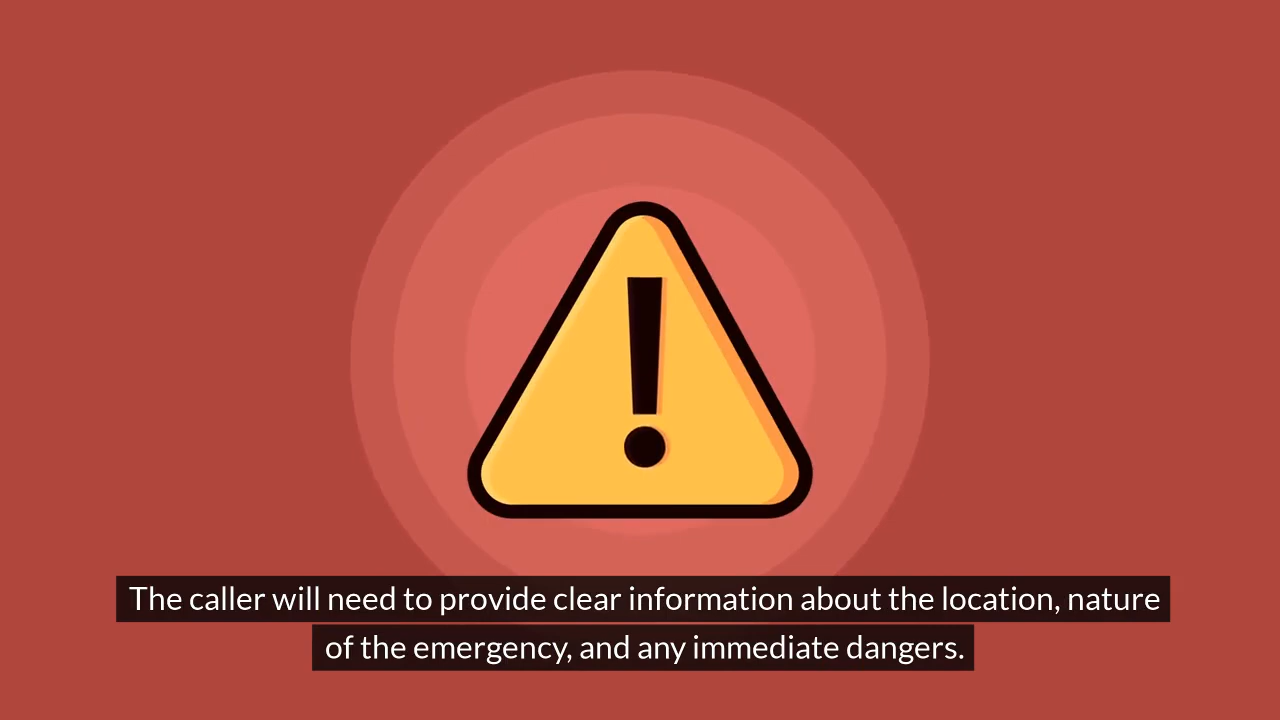 The caller will need to provide clear information about the location, nature
of the emergency, and any immediate dangers.